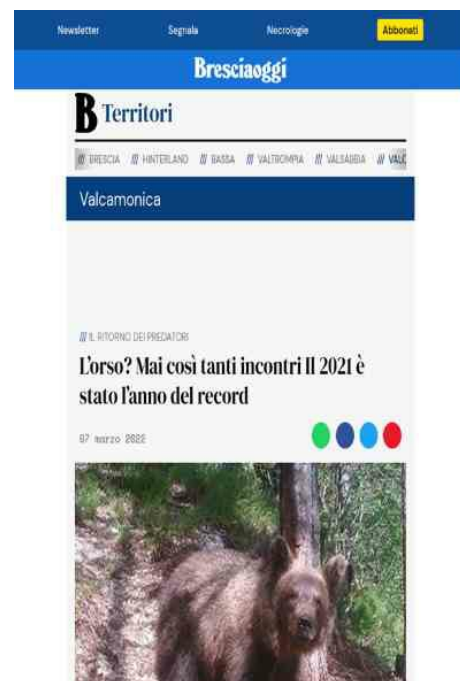 Newsletter Segnala Necrologie Abbonati
Bresciaoggi
B Territori
/// BRESCIA /// HINTERLAND /// BASSA /// VALTROMPIA /// VALSABBIA /// VALC
Valcamonica
/// IL RITORNO DEI PREDATORI
L'orso? Mai così tanti incontri Il 2021 è
stato l'anno del record
07 marzo 2022